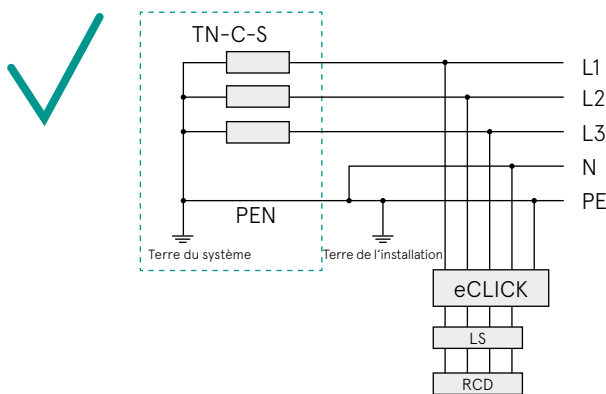 TN-C-S
L1
L2
L3
N
PE
PEN
Terre du système
Terre de l'installation
eCLICK
LS
RCD